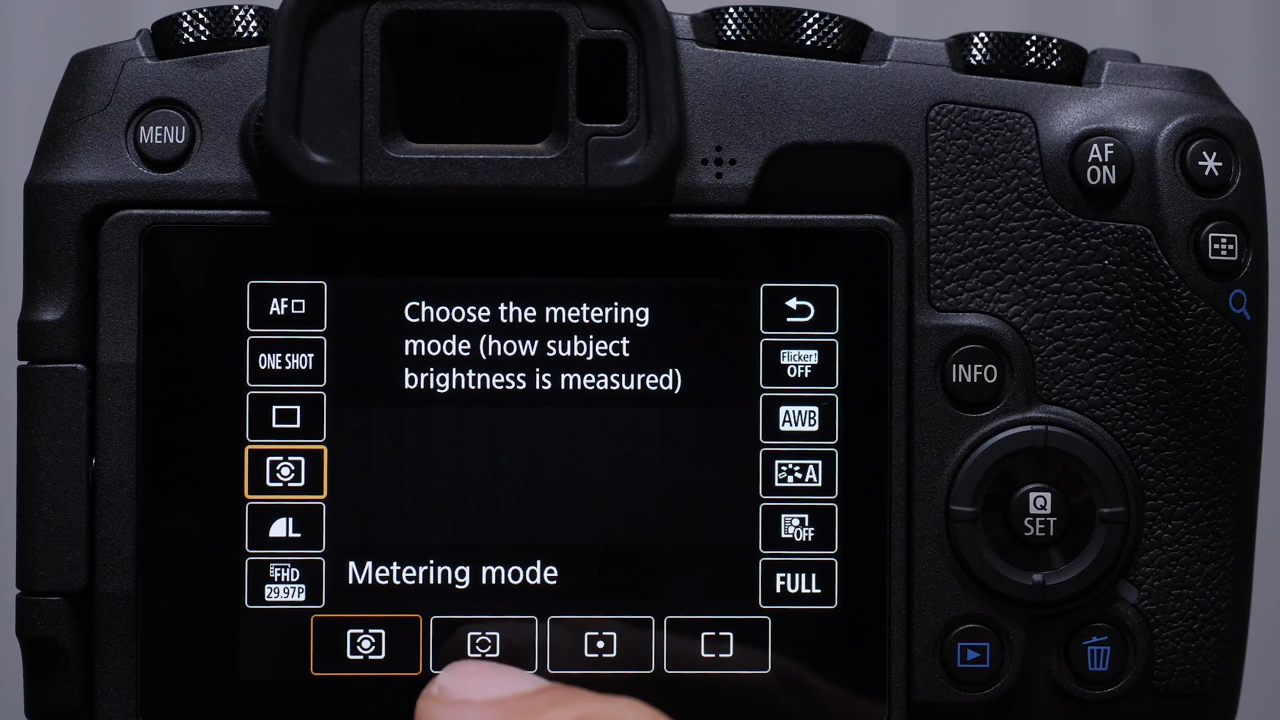 MENU
AF
ON
INFO
Q
SET
AF
ONE SHOT
L
FHD
29.97P
Choose the metering
mode (how subject
brightness is measured)
Metering mode
Flicker!
OFF
AWB
A
OFF
FULL